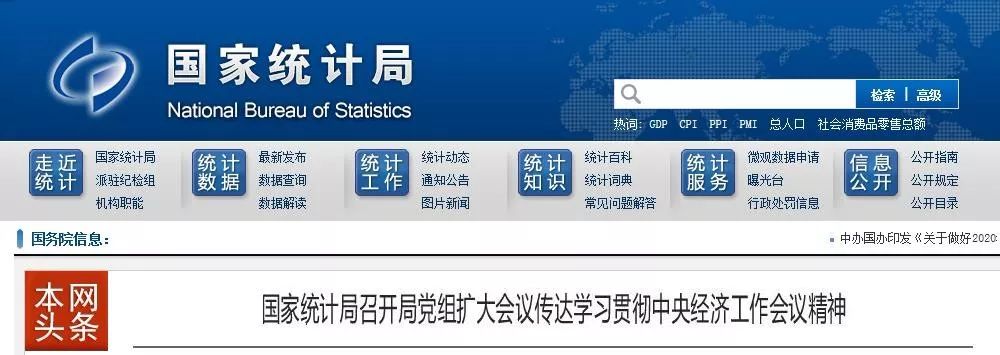 国家统计局
National Bureau of Statistics
检索 | 高级
热词: GDP CPI PPI PMI 总人口 社会消费品零售总额
走近
统计
国家统计局
派驻纪检组
机构职能
统计
数据
最新发布
数据查询
数据解读
统计
工作
统计动态
通知公告
图片新闻
统计
知识
统计百科
统计词典
常见问题解答
统计
服务
微观数据申请
曝光台
行政处罚信息
信息
公开
公开指南
公开规定
公开目录
国务院信息：
中办国办印发《关于做好2020
本网
头条
国家统计局召开局党组扩大会议传达学习贯彻中央经济工作会议精神